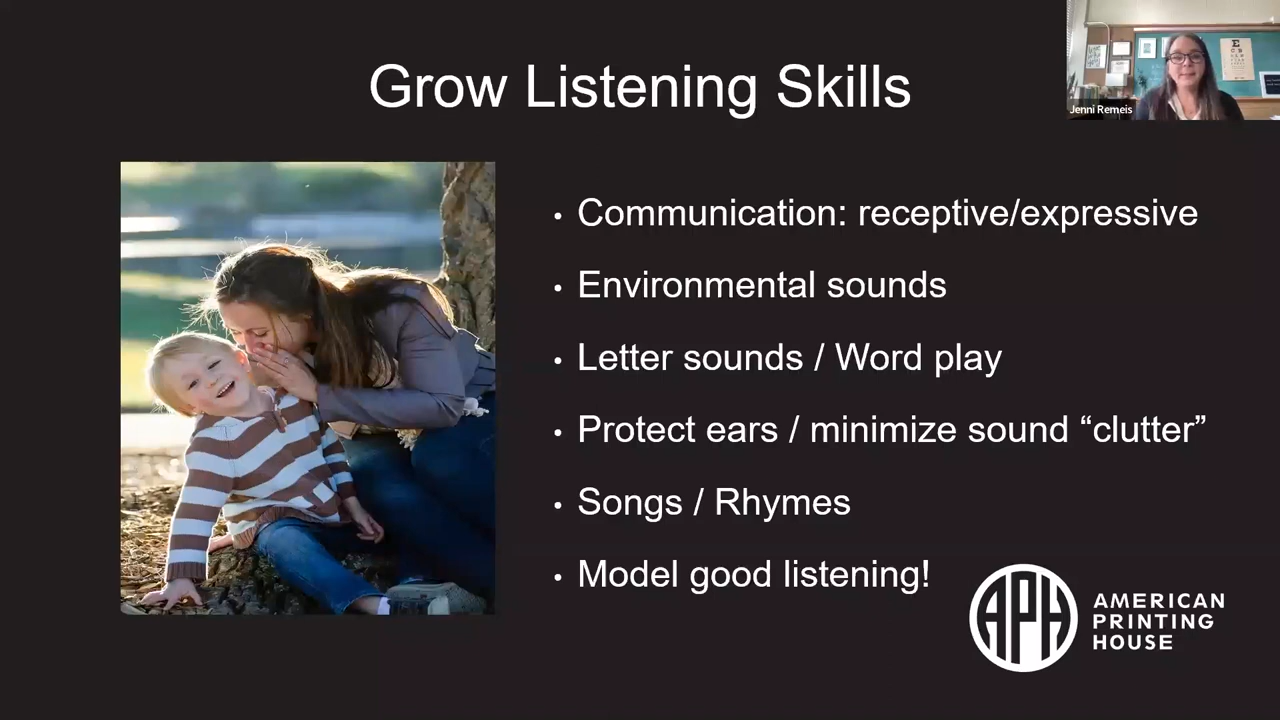 Grow Listening Skills
Jenni Remeis
• Communication: receptive/expressive
• Environmental sounds
• Letter sounds / Word play
• Protect ears / minimize sound “clutter”
• Songs / Rhymes
• Model good listening!
APH
AMERICAN
PRINTING
HOUSE
E